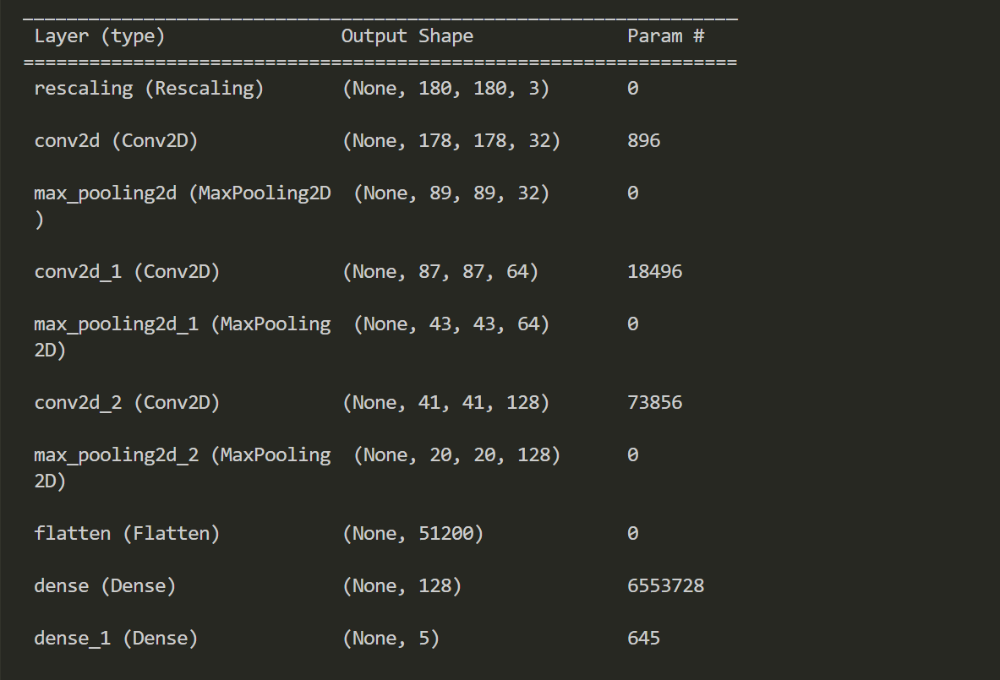 Layer (type) Output Shape Param #
rescaling (Rescaling) (None, 180, 180, 3) 0
conv2d (Conv2D) (None, 178, 178, 32) 896
max_pooling2d (MaxPooling2D (None, 89, 89, 32) 0
)
conv2d_1 (Conv2D) (None, 87, 87, 64) 18496
max_pooling2d_1 (MaxPooling (None, 43, 43, 64) 0
2D)
conv2d_2 (Conv2D) (None, 41, 41, 128) 73856
max_pooling2d_2 (MaxPooling (None, 20, 20, 128) 0
2D)
flatten (Flatten) (None, 51200) 0
dense (Dense) (None, 128) 6553728
dense_1 (Dense) (None, 5) 645